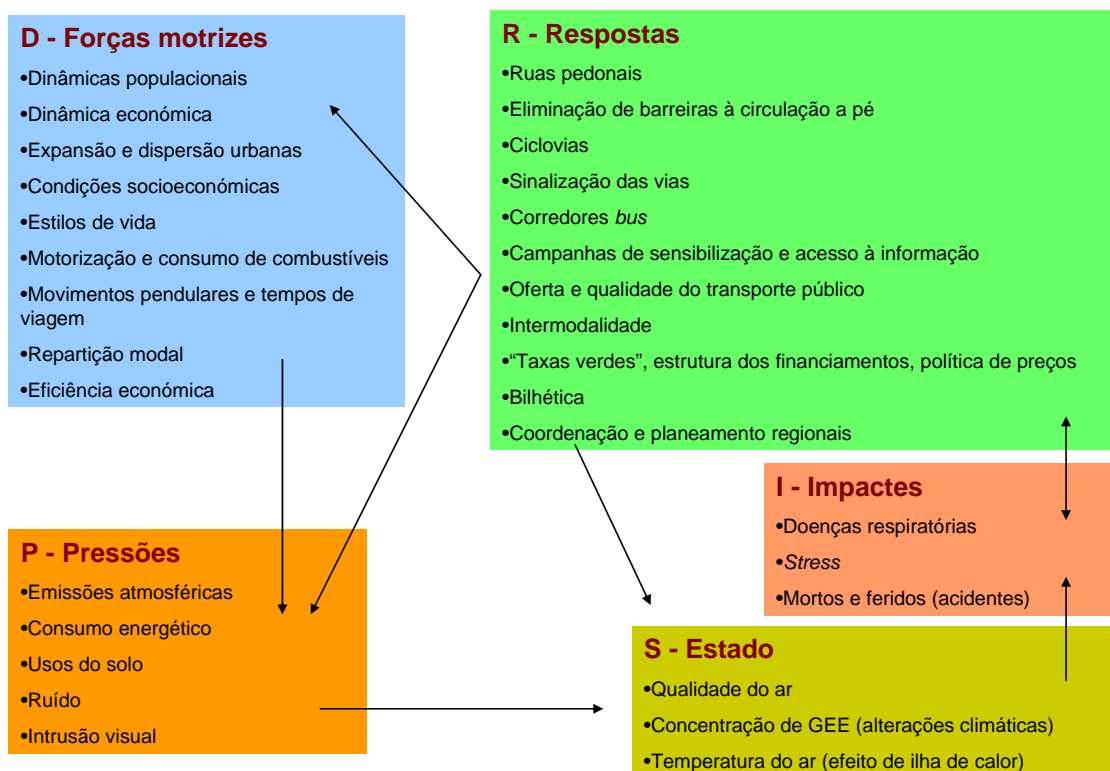 D - Forças motrizes
•Dinâmicas populacionais
•Dinâmica económica
•Expansão e dispersão urbanas
•Condições socioeconómicas
•Estilos de vida
•Motorização e consumo de combustíveis
•Movimentos pendulares e tempos de
viagem
•Repartição modal
•Eficiência económica
R - Respostas
•Ruas pedonais
•Eliminação de barreiras à circulação a pé
•Ciclovias
•Sinalização das vias
•Corredores bus
•Campanhas de sensibilização e acesso à informação
•Oferta e qualidade do transporte público
•Intermodalidade
•“Taxas verdes”, estrutura dos financiamentos, política de preços
•Bilhética
•Coordenação e planeamento regionais
I - Impactes
•Doenças respiratórias
•Stress
•Mortos e feridos (acidentes)
P - Pressões
•Emissões atmosféricas
•Consumo energético
•Usos do solo
•Ruído
•Intrusão visual
S - Estado
•Qualidade do ar
•Concentração de GEE (alterações climáticas)
•Temperatura do ar (efeito de ilha de calor)